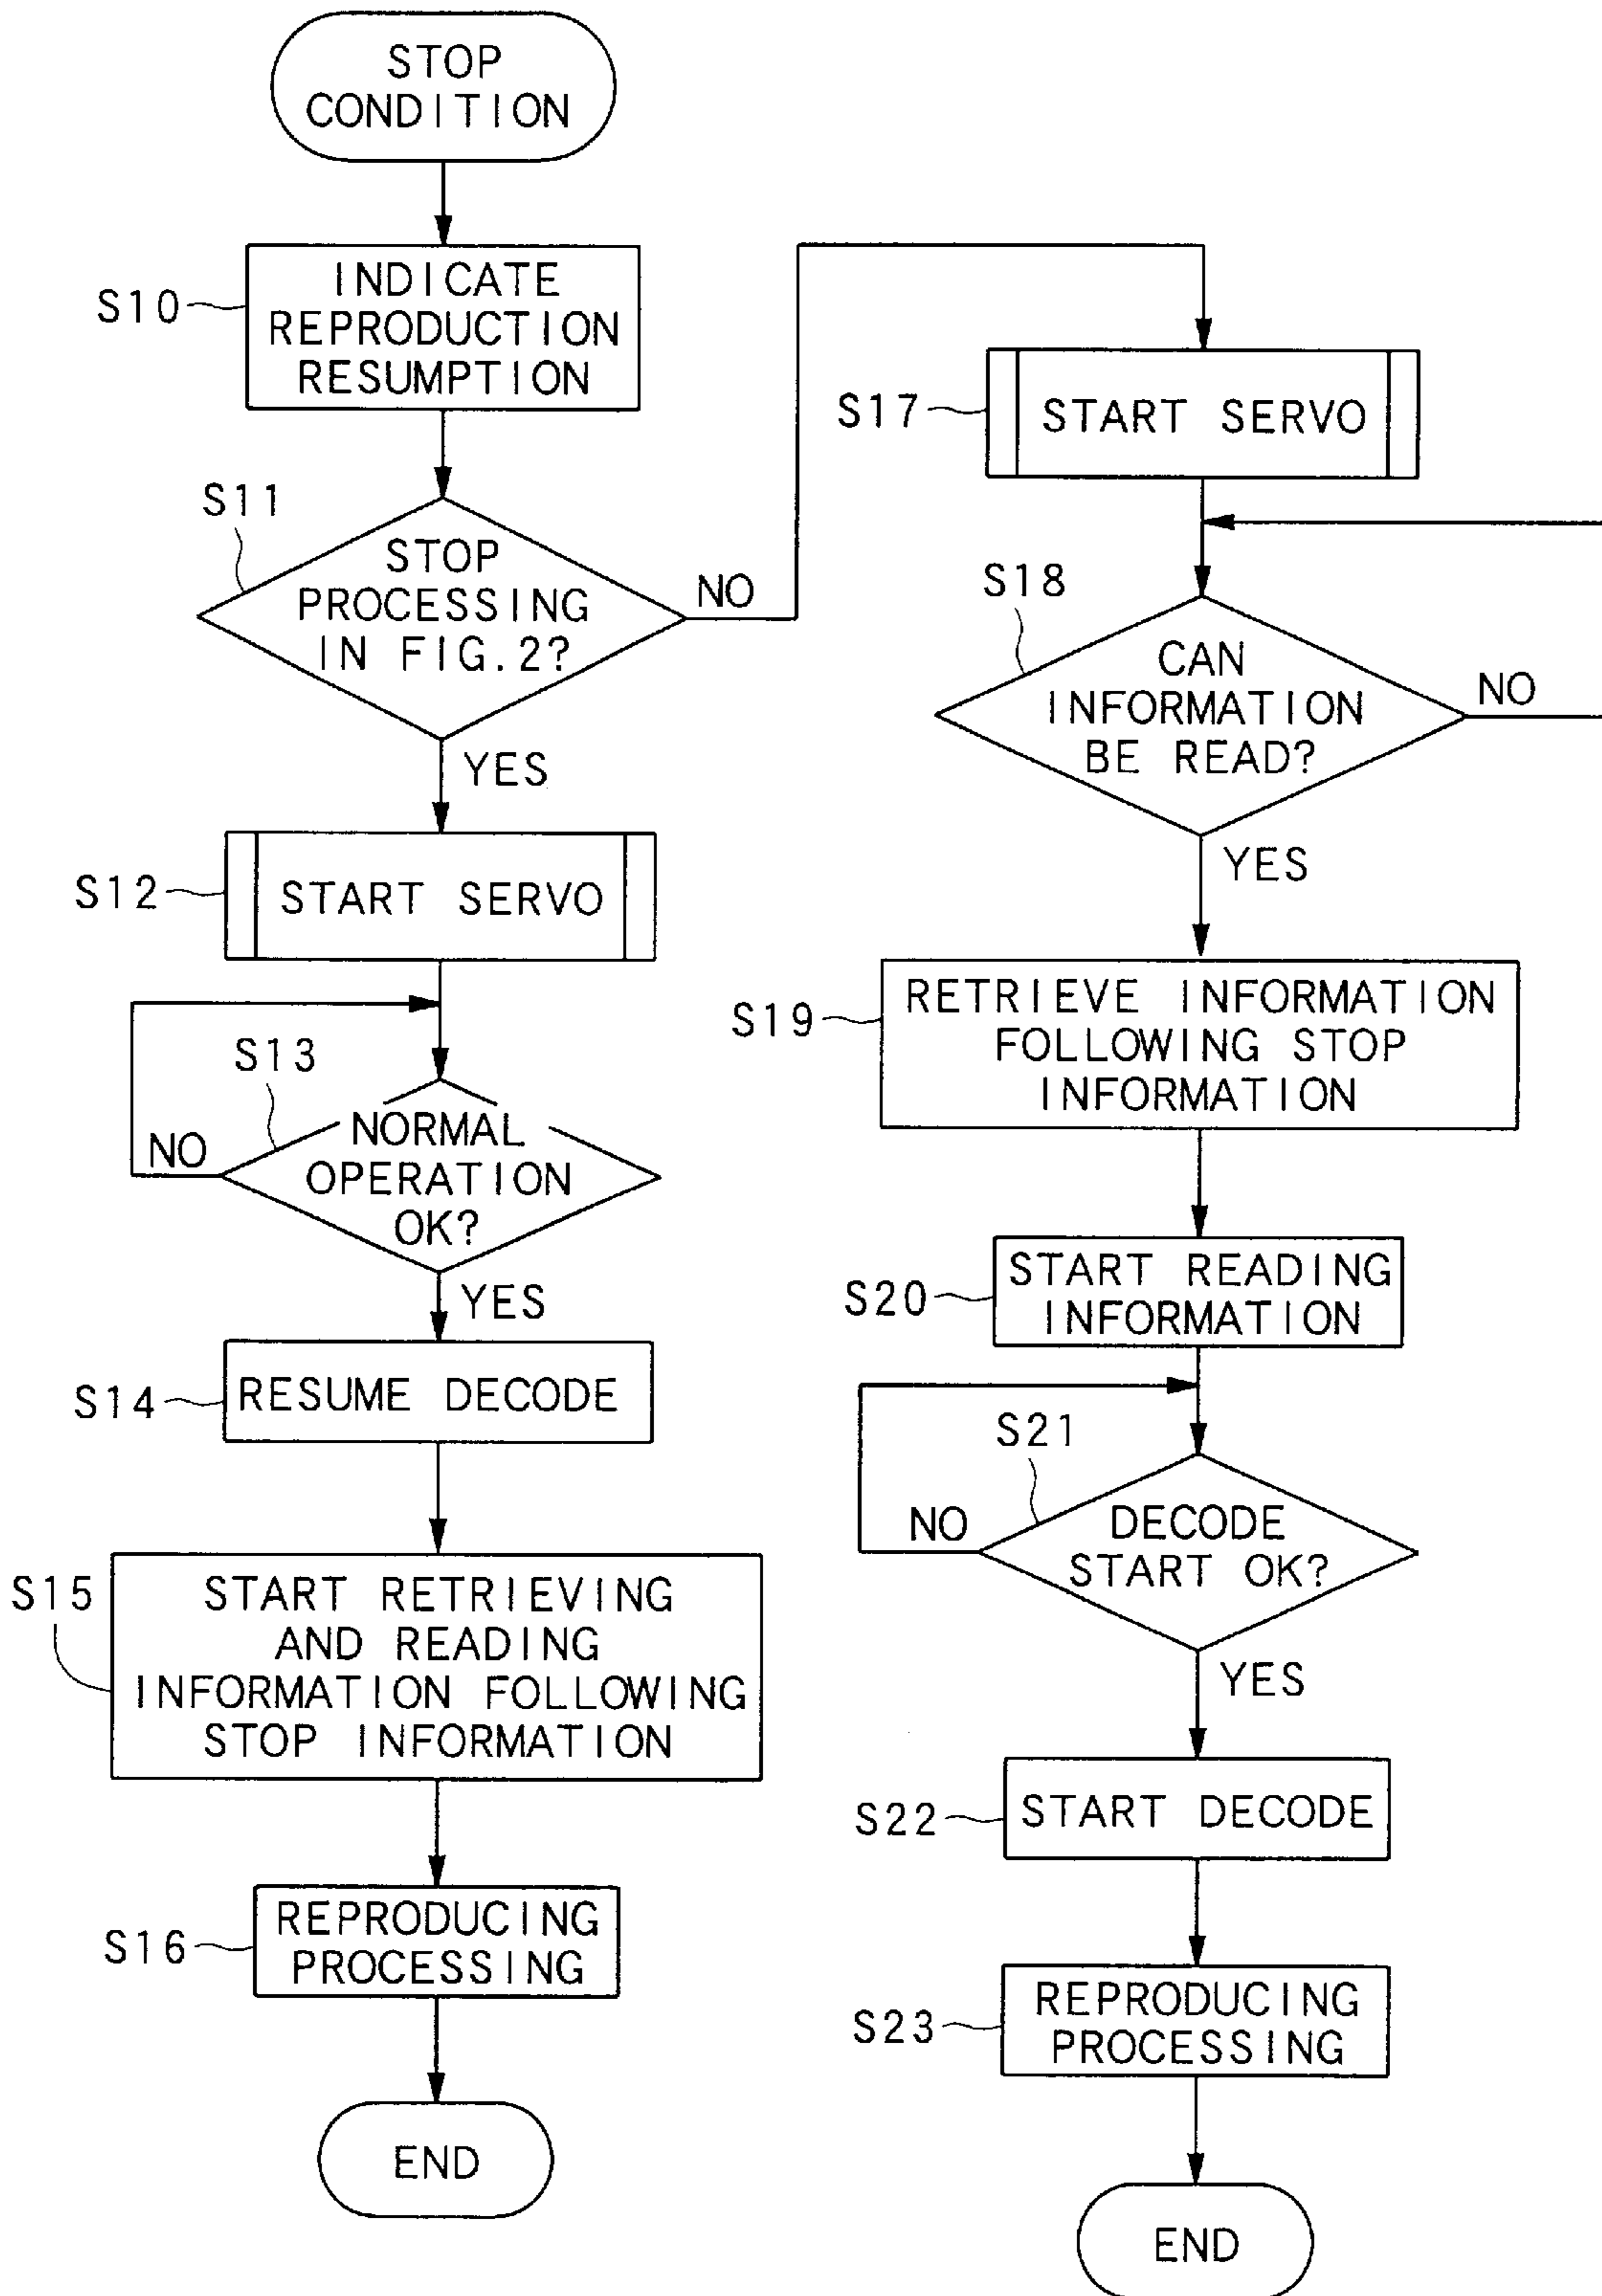 STOP
CONDITION
S10
INDICATE
REPRODUCTION
RESUMPTION
S11
STOP
PROCESSING
IN FIG.2?
NO
YES
S12
START SERVO
S13
NORMAL
OPERATION
OK?
NO
YES
S14
RESUME DECODE
S15
START RETRIEVING
AND READING
INFORMATION FOLLOWING
STOP INFORMATION
S16
REPRODUCING
PROCESSING
END
S17
START SERVO
S18
CAN
INFORMATION
BE READ?
NO
YES
S19
RETRIEVE INFORMATION
FOLLOWING STOP
INFORMATION
S20
START READING
INFORMATION
S21
DECODE
START OK?
NO
YES
S22
START DECODE
S23
REPRODUCING
PROCESSING
END